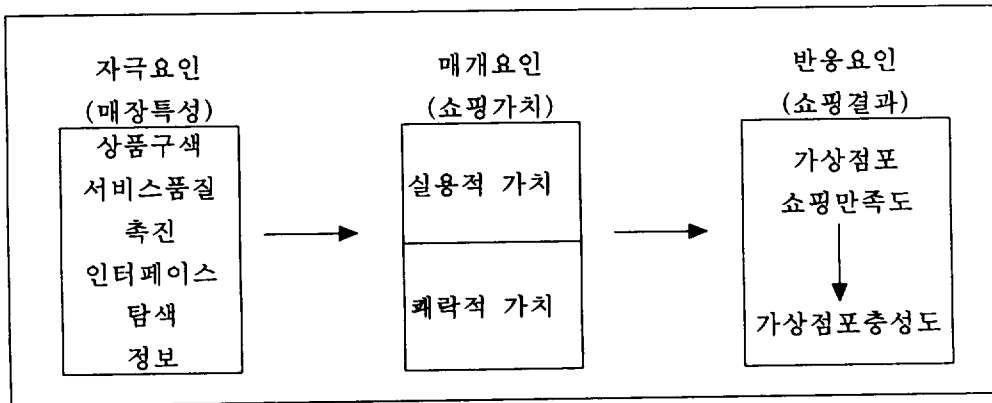 자극요인
(매장특성)
상품구색
서비스품질
촉진
인터페이스
탐색
정보
매개요인
(쇼핑가치)
실용적 가치
쾌락적 가치
반응요인
(쇼핑결과)
가상점포
쇼핑만족도
가상점포충성도